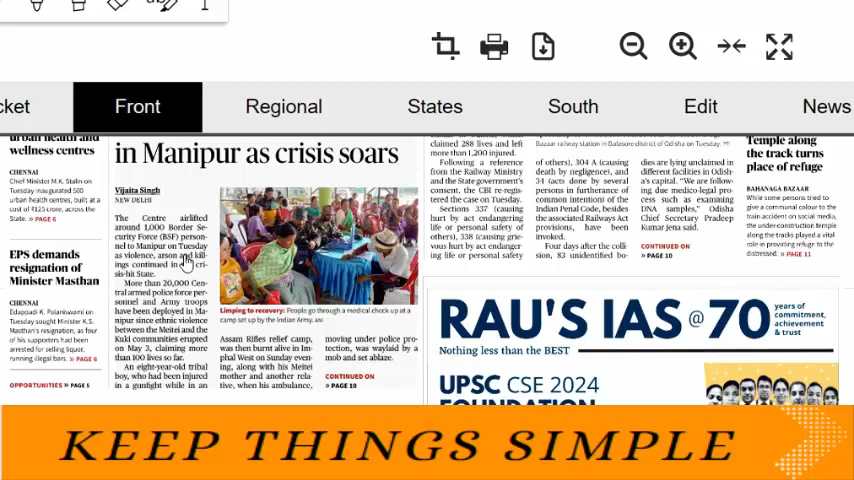 cket
Front
Regional
States
South
Edit
News
urban health and
wellness centres
CHENNAI
Chief Minister M.K. Stalin on
Tuesday inaugurated 500
urban health centres, built at a
cost of ₹125 crore, across the
State. » PAGE 6
EPS demands
resignation of
Minister Masthan
CHENNAI
Edappadi K. Palaniswami on
Tuesday sought Minister K.S.
Masthan's resignation, as four
of his supporters had been
arrested for selling liquor,
running illegal bars. » PAGE 6
OPPORTUNITIES » PAGE 5
in Manipur as crisis soars
Vijaita Singh
NEW DELHI
The Centre airlifted
around 1,000 Border Se-
curity Force (BSF) person-
nel to Manipur on Tuesday
as violence, arson and kill-
ings continued in cri-
sis-hit State.
More than 20,000 Cen-
tral armed police force per-
sonnel and Army troops
have been deployed in Ma-
nipur since ethnic violence
between the Meitei and the
Kuki communities erupted
on May 3, claiming more
than 100 lives so far.
An eighth-year-old tribal
boy, who had been injured
in a gunfight while in an
Limping to recovery: People go through a medical check up at a
camp set up by the Indian Army. ANI
Assam Rifles relief camp,
was then burnt alive in Im-
phal West on Sunday even-
ing, along with his Meitei
mother and another rela-
tive, when his ambulance,
moving under police pro-
tection, was waylaid by a
mob and set ablaze.
CONTINUED ON
» PAGE 10
claimed 288 lives and left
more than 1,200 injured.
Following a reference
from the Railway Ministry
and the State government's
consent, the CBI re-regis-
tered the case on Tuesday.
Sections 337 (causing
hurt by act endangering
life or personal safety of
others), 338 (causing grie-
vous hurt by act endanger-
ing life or personal safety
Bazaar railway station in Balasore district of Odisha on Tuesday. PTI
of others), 304 A (causing
death by negligence), and
34 (acts done by several
persons in furtherance of
common intention) of the
Indian Penal Code, besides
the associated Railways Act
provisions, have been
invoked.
Four days after the colli-
sion, 83 unidentified bo-
dies are lying unclaimed in
different facilities in Odish-
a's capital. "We are follow-
ing due medico-legal pro-
cess such as examining
DNA samples," Odisha
Chief Secretary Pradeep
Kumar Jena said.
CONTINUED ON
» PAGE 10
Temple along
the track turns
place of refuge
BAHANAGA BAZAAR
While some persons tried to
give a communal colour to the
train accident on social media,
the under-construction temple
along the tracks played a vital
role in providing refuge to the
distressed. » PAGE 11
RAU'S IAS @ 70
years of
commitment,
achievement
& trust
Nothing less than the BEST
UPSC CSE 2024
FOUNDATION
KEEP THINGS SIMPLE